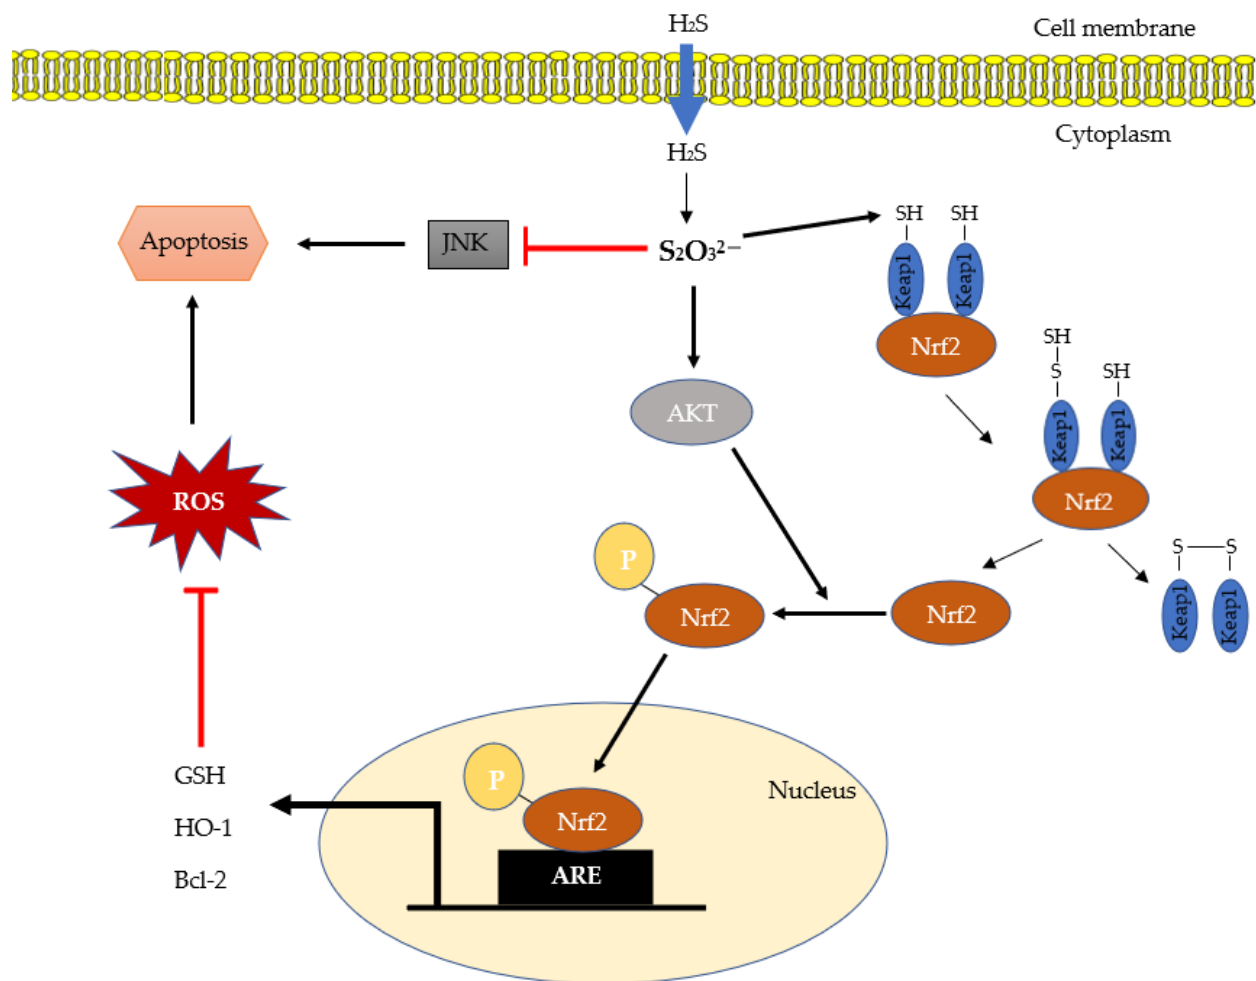 H₂S
Cell membrane
Cytoplasm
H₂S
SH SH
Apoptosis
JNK
S₂O₃²⁻
Keap1 Keap1
Nrf2
SH
S SH
AKT
Keap1 Keap1
ROS
Nrf2
P
S S
Nrf2
Nrf2
Keap1 Keap1
GSH
P
Nucleus
HO-1
Nrf2
Bcl-2
ARE